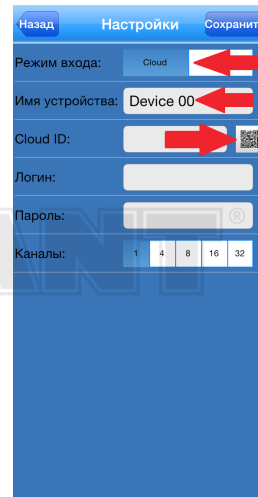 Назад Настройки Сохранит
Режим входа: Cloud
Имя устройства: Device 00
Cloud ID:
Логин:
Пароль:
®
Каналы: 1 4 8 16 32
ANT